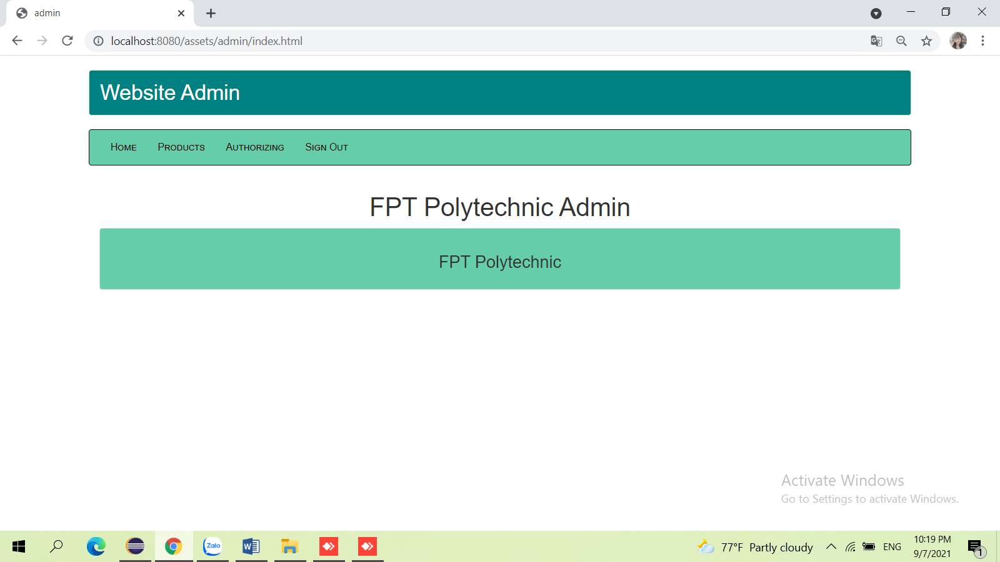 admin
localhost:8080/assets/admin/index.html
Website Admin
Home Products Authorizing Sign Out
FPT Polytechnic Admin
FPT Polytechnic
Activate Windows
Go to Settings to activate Windows.
Zalo
W
77°F Partly cloudy
ENG
10:19 PM
9/7/2021
1